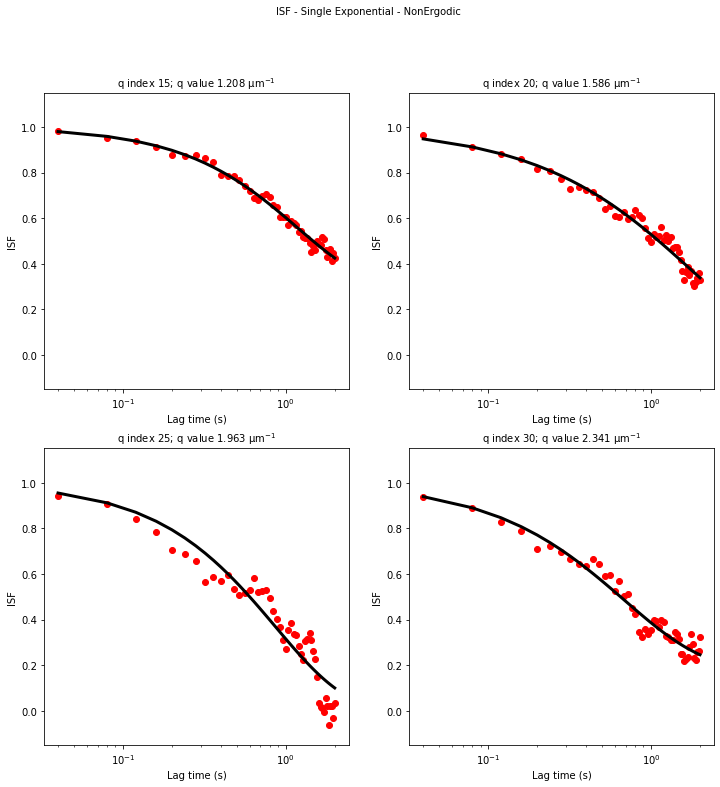 ISF - Single Exponential - NonErgodic
q index 15; q value 1.208 μm⁻¹
q index 20; q value 1.586 μm⁻¹
1.0
0.8
0.6
0.4
0.2
0.0
ISF
10⁻¹
10⁰
Lag time (s)
1.0
0.8
0.6
0.4
0.2
0.0
ISF
10⁻¹
10⁰
Lag time (s)
q index 25; q value 1.963 μm⁻¹
q index 30; q value 2.341 μm⁻¹
1.0
0.8
0.6
0.4
0.2
0.0
ISF
10⁻¹
10⁰
Lag time (s)
1.0
0.8
0.6
0.4
0.2
0.0
ISF
10⁻¹
10⁰
Lag time (s)